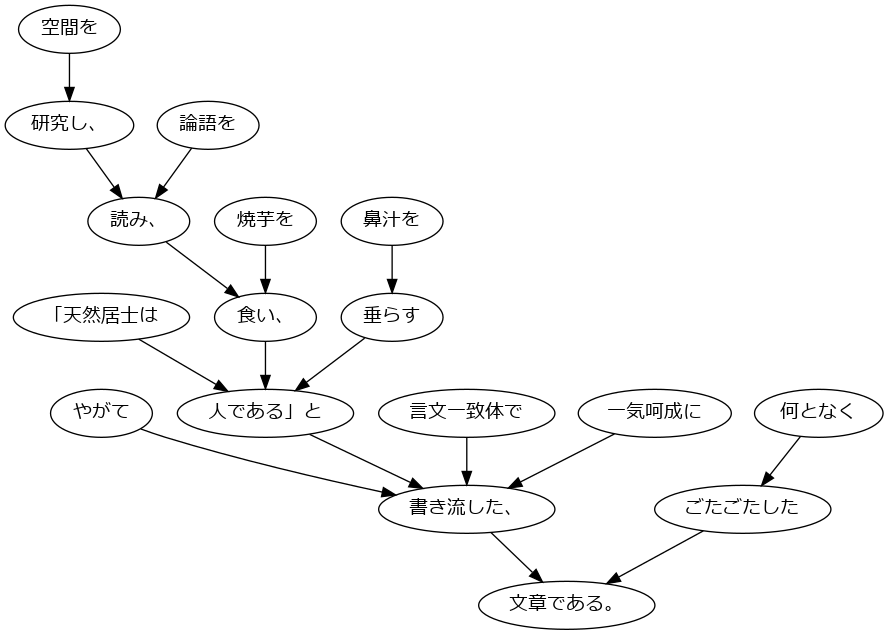 空間を
研究し、
論語を
読み、
焼芋を
鼻汁を
「天然居士は
食い、
垂らす
やがて
人である」と
言文一致体で
一気呵成に
何となく
書き流した、
ごたごたした
文章である。